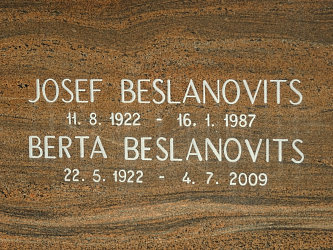 JOSEF BESLANOVITS
11. 8. 1922 - 16. 1. 1987
BERTA BESLANOVITS
22. 5. 1922 - 4. 7. 2009